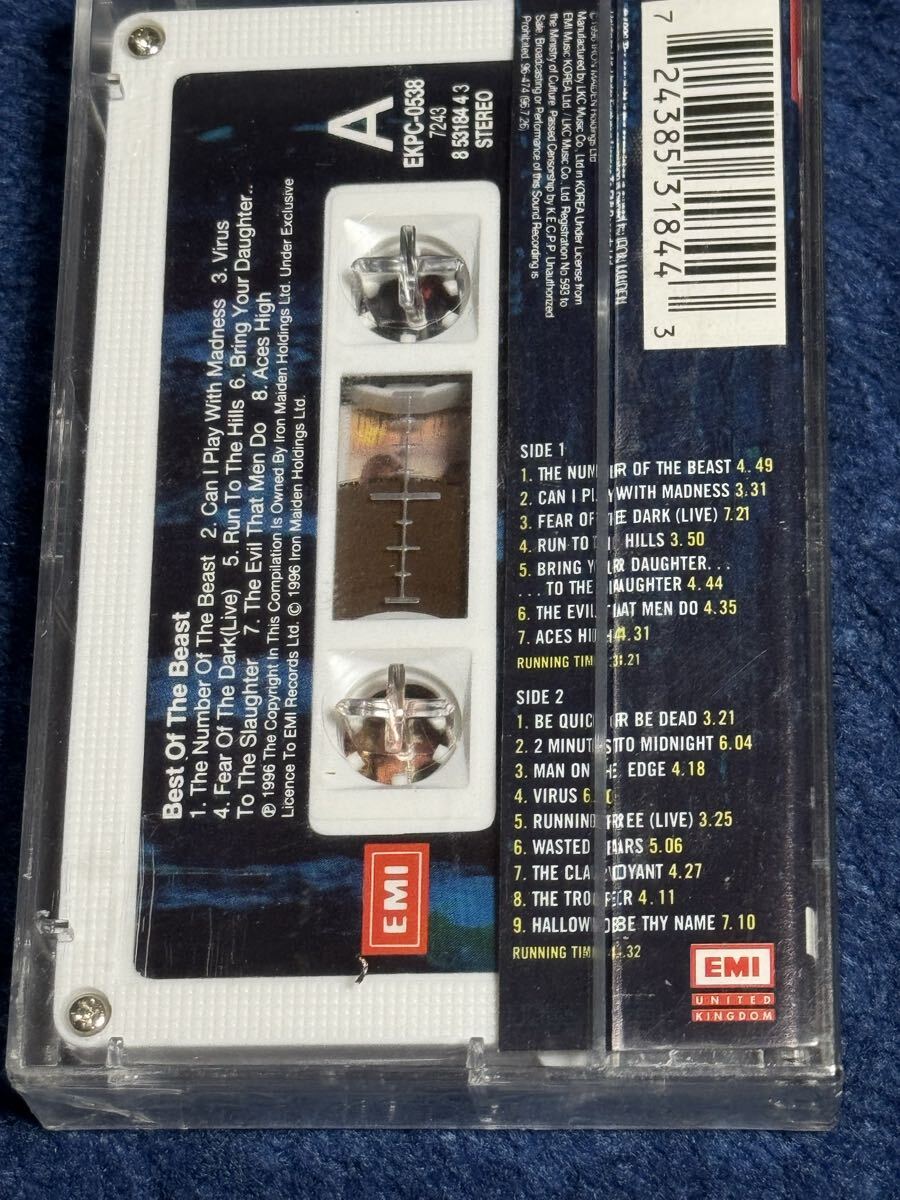 A
EKPC-0538
7243
8 53184 4 3
STEREO
Best Of The Beast
1. The Number Of The Beast 2. Can I Play With Madness 3. Virus
4. Fear Of The Dark(Live) 5. Run To The Hills 6. Bring Your Daughter..
To The Slaughter 7. The Evil That Men Do 8. Aces High
℗ 1996 The Copyright In This Compilation Is Owned By Iron Maiden Holdings Ltd. Under Exclusive
Licence To EMI Records Ltd. © 1996 Iron Maiden Holdings Ltd.
EMI
© 1996 IRON MAIDEN Holdings Ltd
Manufactured by LKC Music Co., Ltd in KOREA Under License from
EMI Music KOREA Ltd. / LKC Music Co., Ltd Registration No 593 to
the Ministry of Culture Passed Censorship by K.E.C.P.P. Unauthorized
Sale, Broadcasting or Performance of this Sound Recording is
Prohibited. 96-474 (96.7.26)
7 24385 31844 3
SIDE 1
1. THE NUMBER OF THE BEAST 4.49
2. CAN I PLAY WITH MADNESS 3.31
3. FEAR OF THE DARK (LIVE) 7.21
4. RUN TO THE HILLS 3.50
5. BRING YOUR DAUGHTER...
...TO THE SLAUGHTER 4.44
6. THE EVIL THAT MEN DO 4.35
7. ACES HIGH 4.31
RUNNING TIME 31.21
SIDE 2
1. BE QUICK OR BE DEAD 3.21
2. 2 MINUTES TO MIDNIGHT 6.04
3. MAN ON THE EDGE 4.18
4. VIRUS
5. RUNNING FREE (LIVE) 3.25
6. WASTED YEARS 5.06
7. THE CLAIRVOYANT 4.27
8. THE TROOPER 4.11
9. HALLOWED BE THY NAME 7.10
RUNNING TIME
EMI
UNITED
KINGDOM